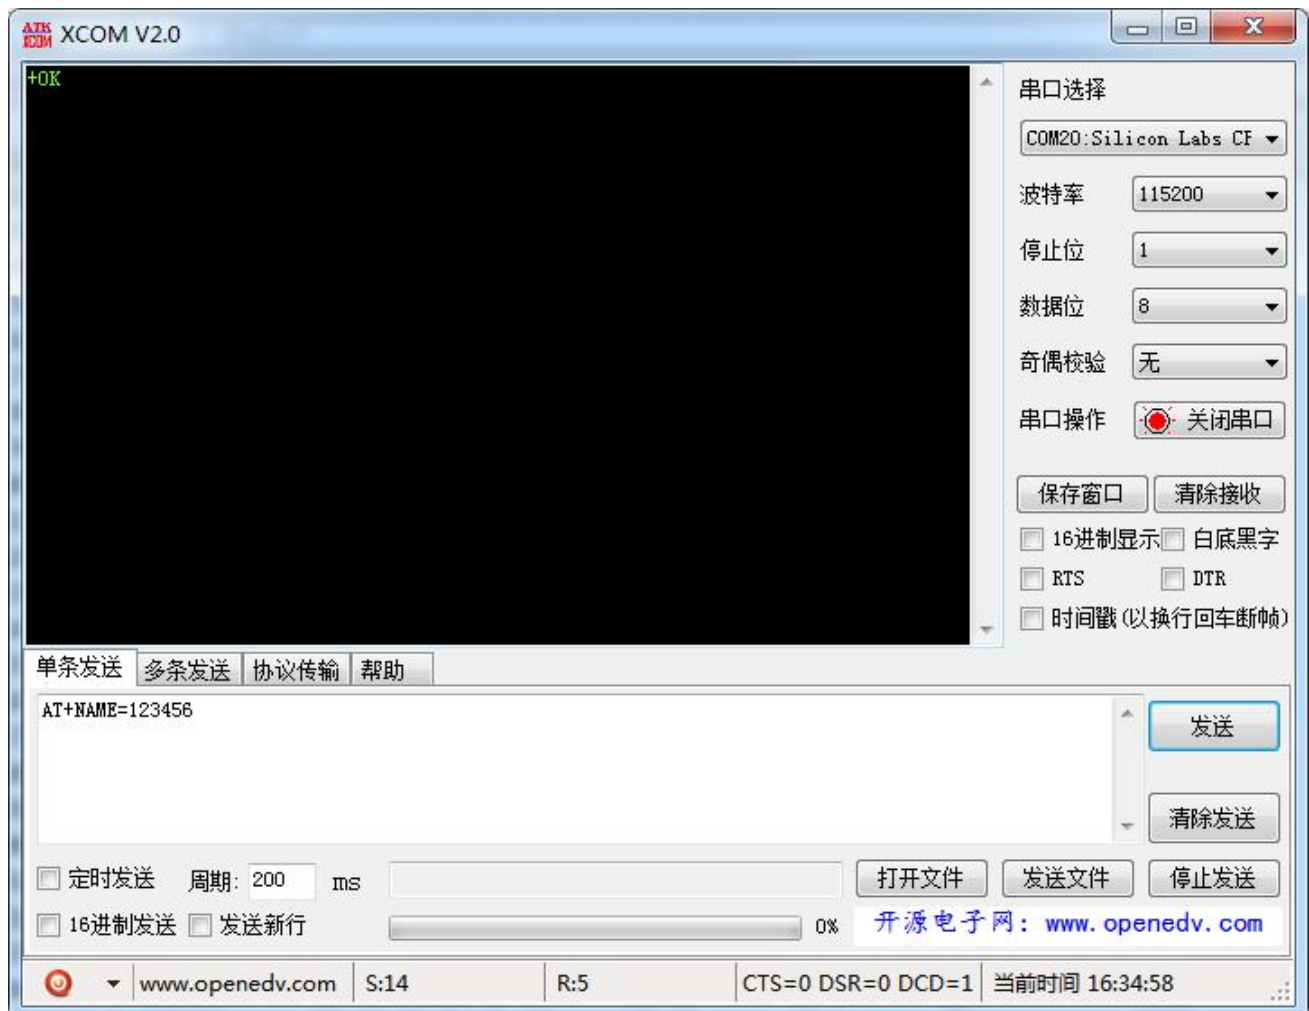 ATK XCOM XCOM V2.0
+OK
串口选择
COM20:Silicon Labs CP
波特率 115200
停止位 1
数据位 8
奇偶校验 无
串口操作 关闭串口
保存窗口 清除接收
16进制显示 白底黑字
RTS DTR
时间戳(以换行回车断帧)
单条发送 多条发送 协议传输 帮助
AT+NAME=123456
发送
清除发送
定时发送 周期: 200 ms 打开文件 发送文件 停止发送
16进制发送 发送新行 0% 开源电子网: www.openedv.com
www.openedv.com S:14 R:5 CTS=0 DSR=0 DCD=1 当前时间 16:34:58